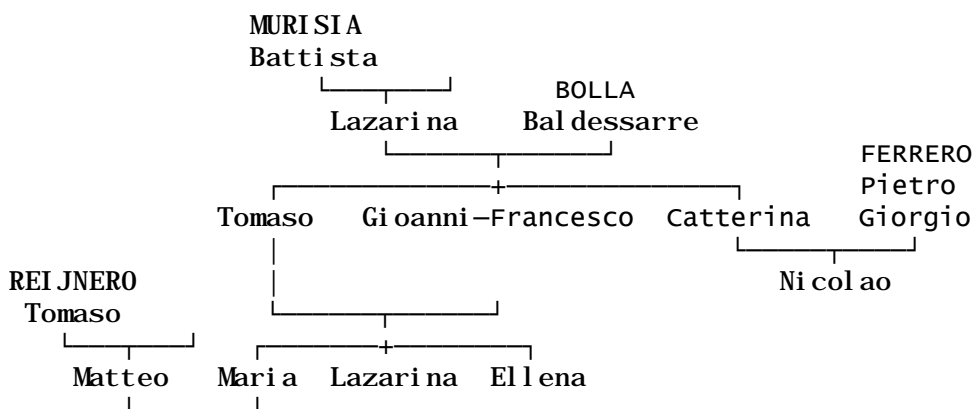 MURISIA
Battista
BOLLA
Lazarina Baldessarre
FERRERO
Pietro
Tomaso Gioanni-Francesco Catterina Giorgio
REIJNERO Nicolao
Tomaso
Matteo Maria Lazarina Ellena